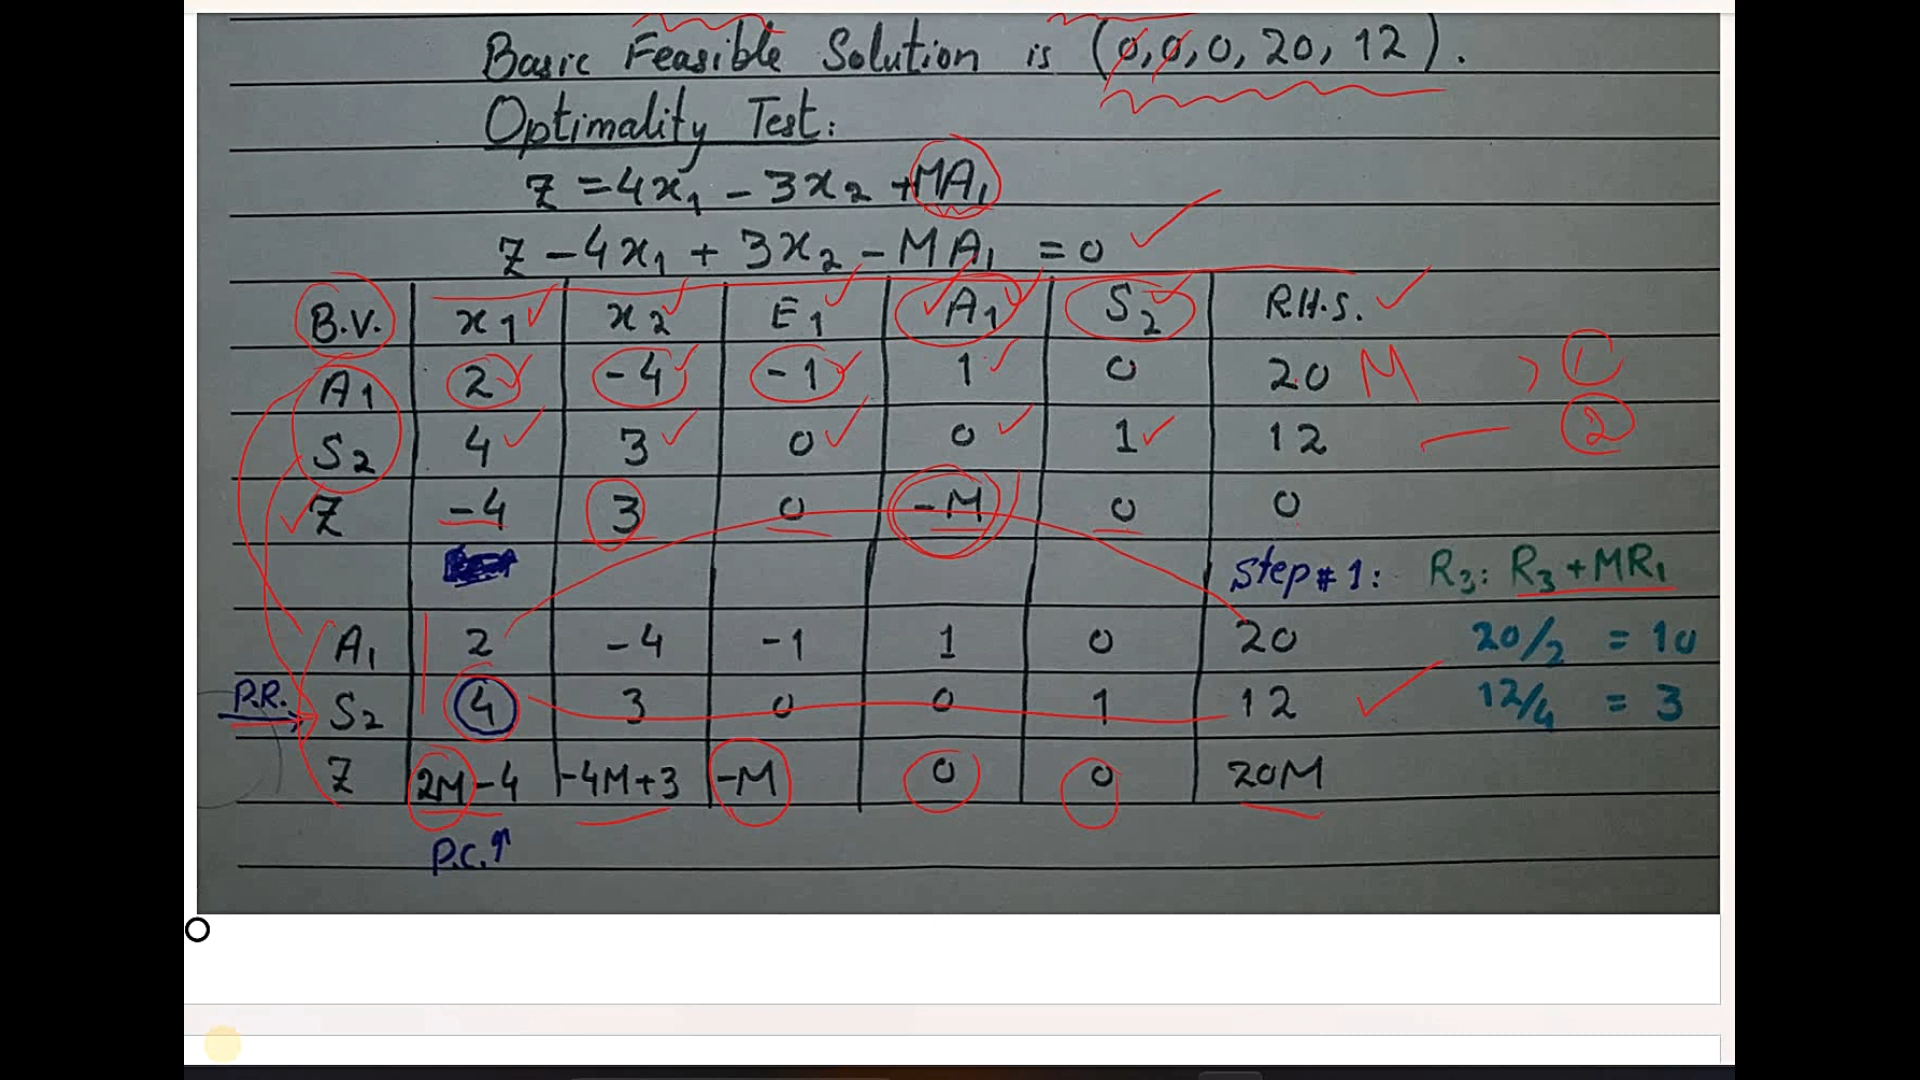 Basic Feasible Solution is (0,0,0,20,12).
Optimality Test:
Z = 4x1 - 3x2 + MA1
Z - 4x1 + 3x2 - MA1 = 0
B.V. x1 x2 E1 A1 S2 R.H.S.
A1 2 -4 -1 1 0 20 M 1
S2 4 3 0 0 1 12 2
Z -4 3 0 -M 0 0
Step #1: R3: R3 + MR1
A1 2 -4 -1 1 0 20 20/2 = 10
P.R. S2 4 3 0 0 1 12 12/4 = 3
Z 2M-4 -4M+3 -M 0 0 20M
P.C.↑